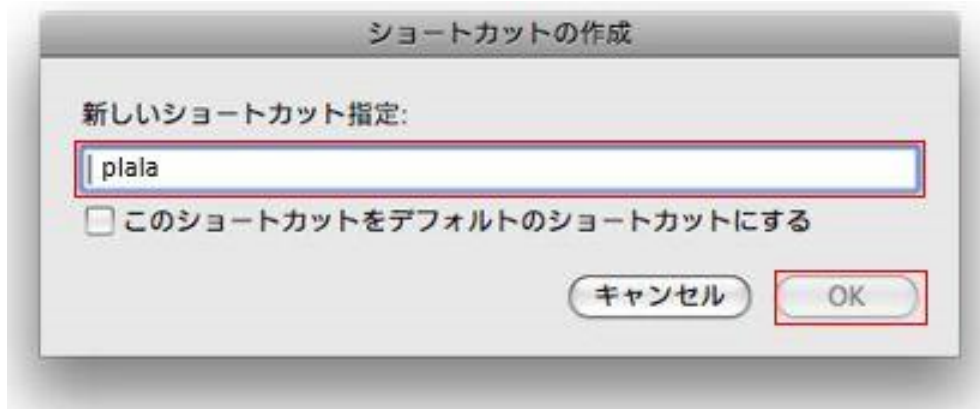 ショートカットの作成
新しいショートカット指定:
plala
このショートカットをデフォルトのショートカットにする
キャンセル OK